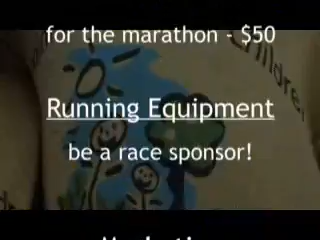 for the marathon - $50
Running Equipment
be a race sponsor!